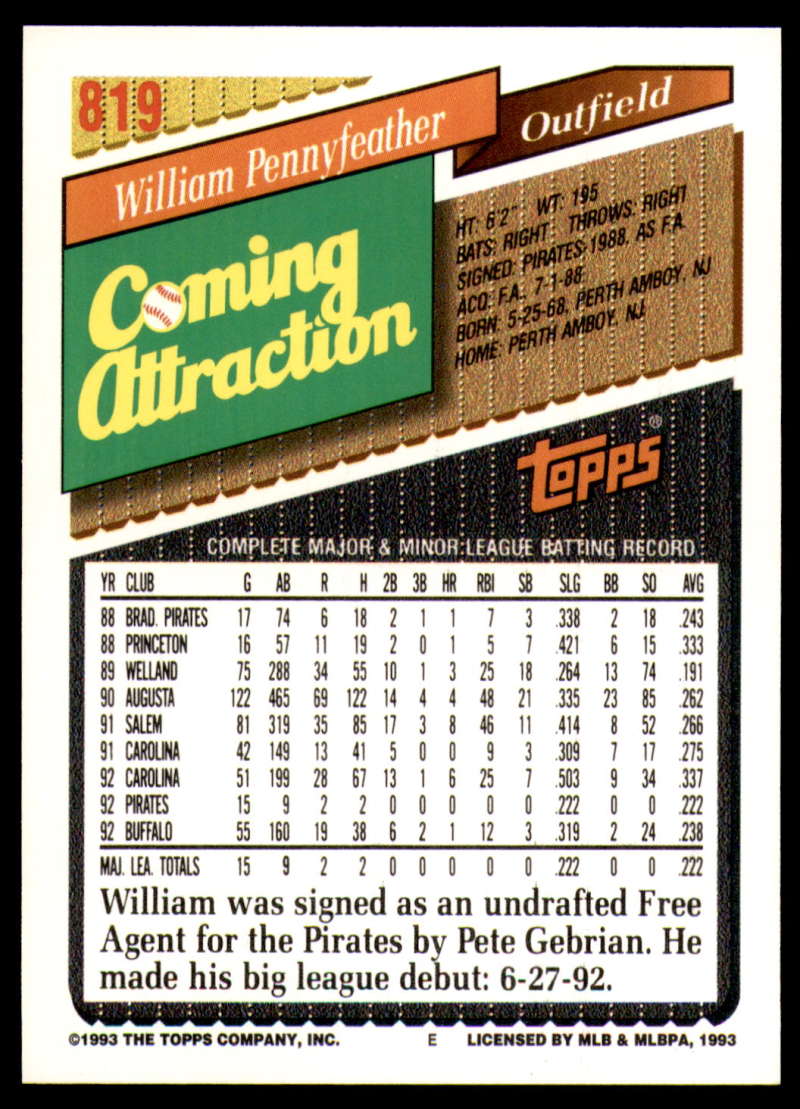 819
William Pennyfeather
Outfield
Coming
Attraction
HT: 6'2" WT: 195
BATS: RIGHT THROWS: RIGHT
SIGNED: PIRATES-1988, AS F.A.
ACQ: F.A. 7-1-88
BORN: 5-25-68, PERTH AMBOY, NJ
HOME: PERTH AMBOY, NJ
TOPPS®
COMPLETE MAJOR & MINOR LEAGUE BATTING RECORD
YR CLUB G AB R H 2B 3B HR RBI SB SLG BB SO AVG
88 BRAD. PIRATES 17 74 6 18 2 1 1 7 3 .338 2 18 .243
88 PRINCETON 16 57 11 19 2 0 1 5 7 .421 6 15 .333
89 WELLAND 75 288 34 55 10 1 3 25 18 .264 13 74 .191
90 AUGUSTA 122 465 69 122 14 4 4 48 21 .335 23 85 .262
91 SALEM 81 319 35 85 17 3 8 46 11 .414 8 52 .266
91 CAROLINA 42 149 13 41 5 0 0 9 3 .309 7 17 .275
92 CAROLINA 51 199 28 67 13 1 6 25 7 .503 9 34 .337
92 PIRATES 15 9 2 2 0 0 0 0 0 .222 0 0 .222
92 BUFFALO 55 160 19 38 6 2 1 12 3 .319 2 24 .238
MAJ. LEA. TOTALS 15 9 2 2 0 0 0 0 0 .222 0 0 .222
William was signed as an undrafted Free
Agent for the Pirates by Pete Gebrian. He
made his big league debut: 6-27-92.
©1993 THE TOPPS COMPANY, INC. E LICENSED BY MLB & MLBPA, 1993